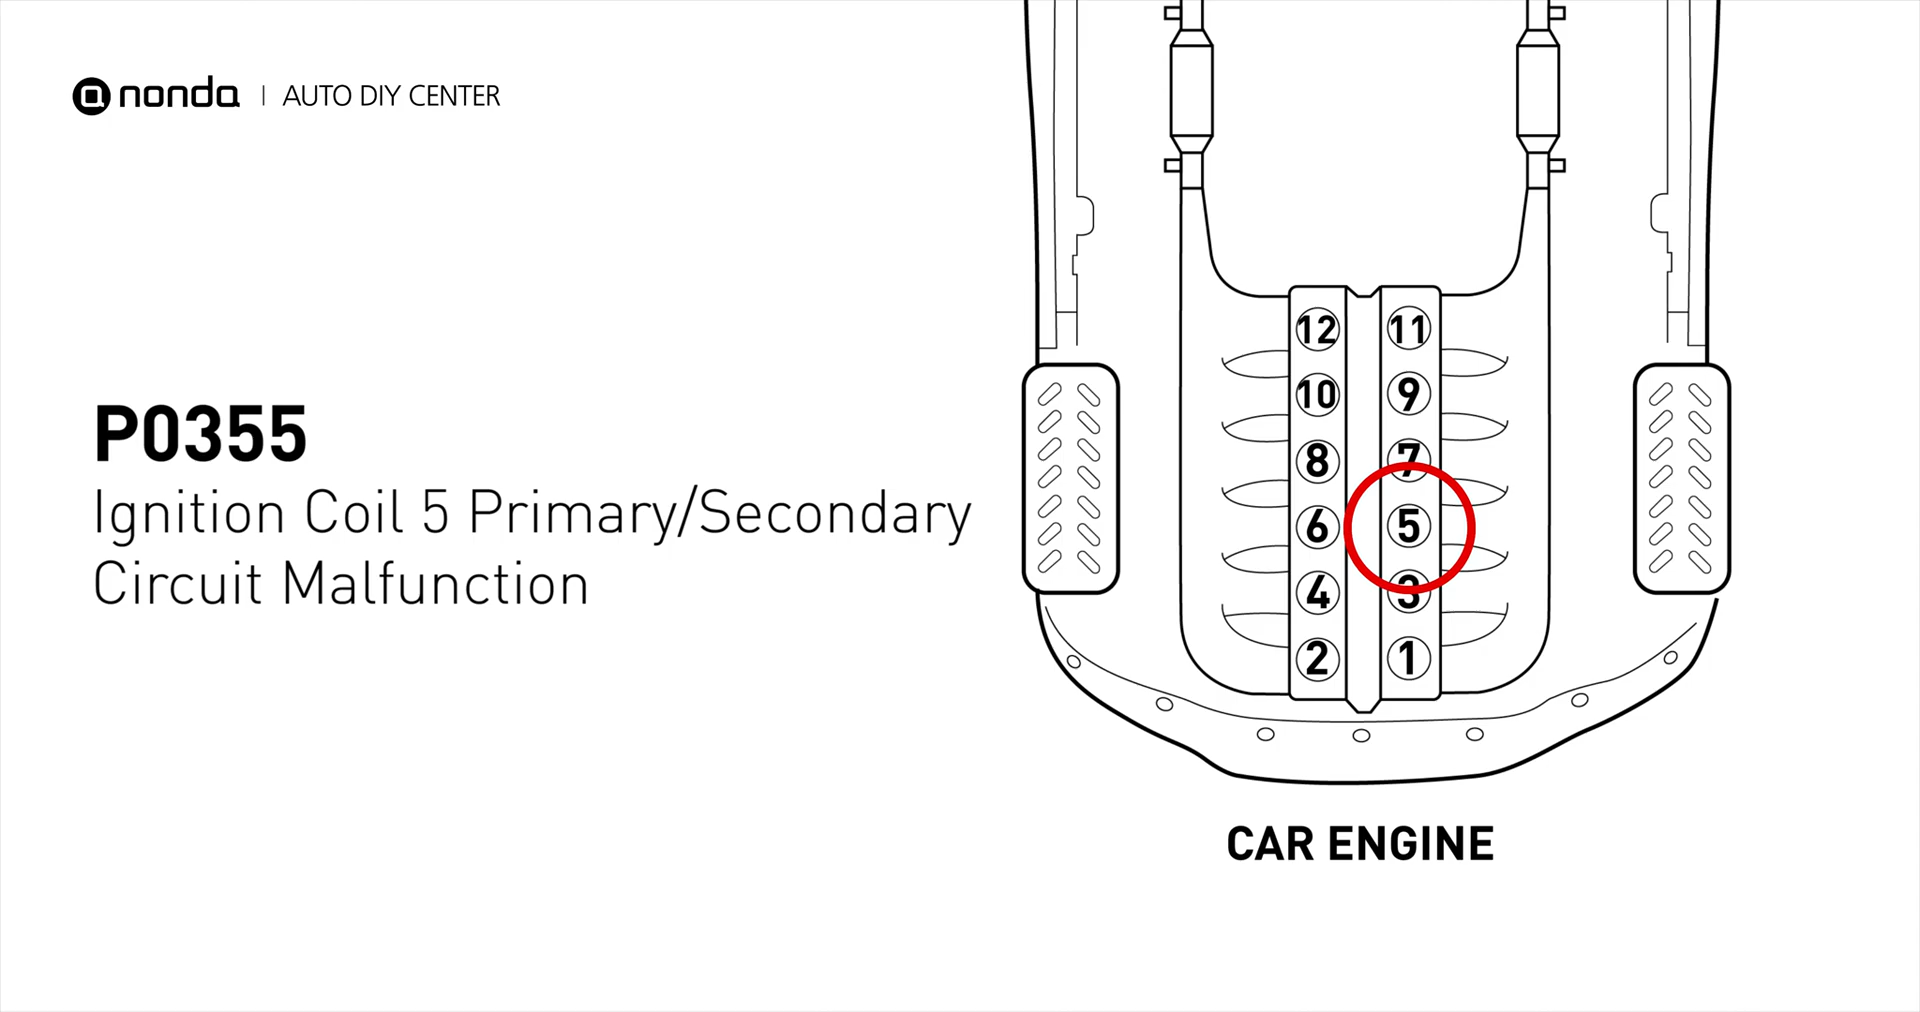 nonda | AUTO DIY CENTER
P0355
Ignition Coil 5 Primary/Secondary
Circuit Malfunction
12 11
10 9
8 7
6 5
4 3
2 1
CAR ENGINE